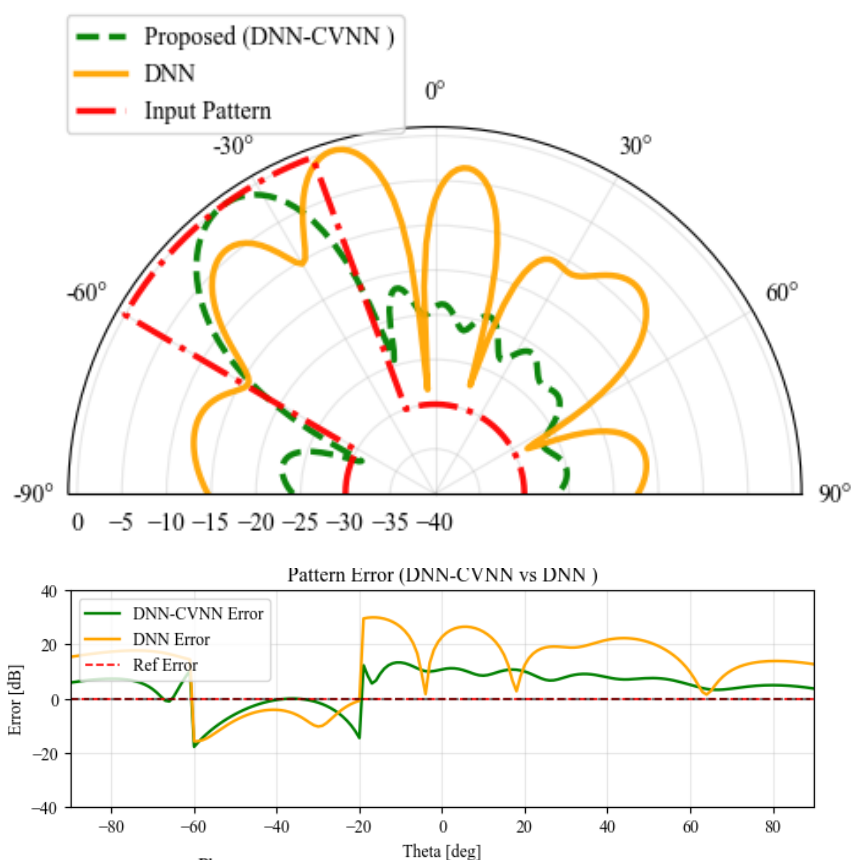 Proposed (DNN-CVNN )
DNN
Input Pattern
0°
-30°
30°
-60°
60°
-90°
90°
0 −5 −10 −15 −20 −25 −30 −35 −40
Pattern Error (DNN-CVNN vs DNN )
DNN-CVNN Error
DNN Error
Ref Error
40
20
0
−20
−40
Error [dB]
−80 −60 −40 −20 0 20 40 60 80
Theta [deg]